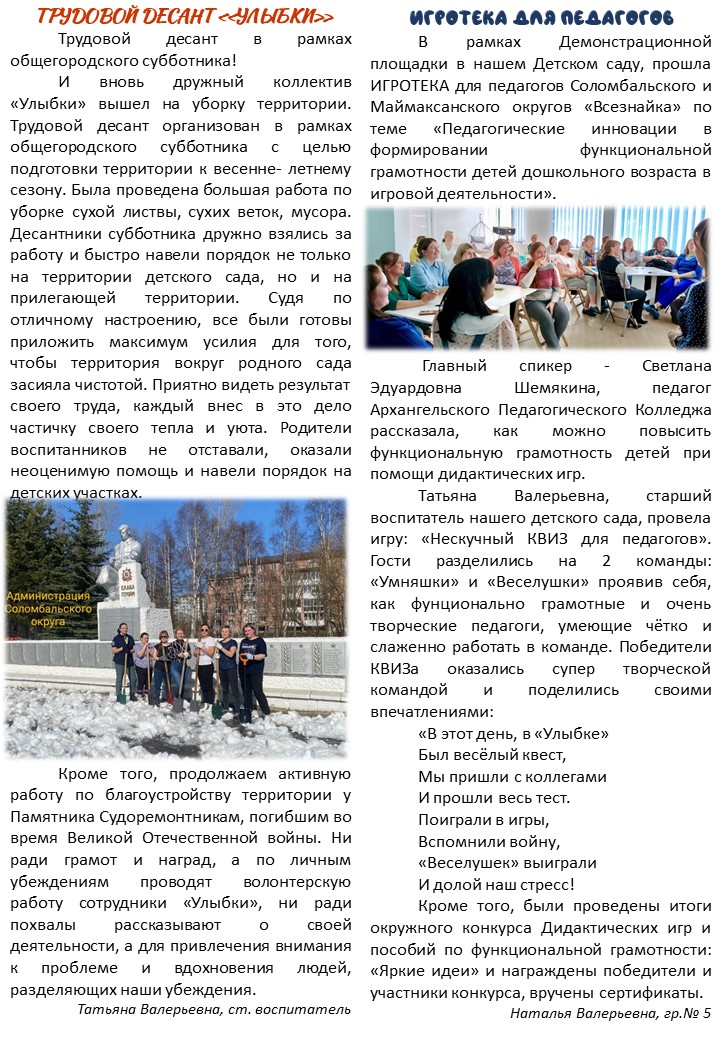 ТРУДОВОЙ ДЕСАНТ «УЛЫБКИ»
Трудовой десант в рамках
общегородского субботника!
И вновь дружный коллектив
«Улыбки» вышел на уборку территории.
Трудовой десант организован в рамках
общегородского субботника с целью
подготовки территории к весенне- летнему
сезону. Была проведена большая работа по
уборке сухой листвы, сухих веток, мусора.
Десантники субботника дружно взялись за
работу и быстро навели порядок не только
на территории детского сада, но и на
прилегающей территории. Судя по
отличному настроению, все были готовы
приложить максимум усилия для того,
чтобы территория вокруг родного сада
засияла чистотой. Приятно видеть результат
своего труда, каждый внес в это дело
частичку своего тепла и уюта. Родители
воспитанников не отставали, оказали
неоценимую помощь и навели порядок на
детских участках.
Администрация
Соломбальского
округа
СЛАВА
ГЕРОЯМ
Кроме того, продолжаем активную
работу по благоустройству территории у
Памятника Судоремонтникам, погибшим во
время Великой Отечественной войны. Ни
ради грамот и наград, а по личным
убеждениям проводят волонтерскую
работу сотрудники «Улыбки», ни ради
похвалы рассказывают о своей
деятельности, а для привлечения внимания
к проблеме и вдохновения людей,
разделяющих наши убеждения.
Татьяна Валерьевна, ст. воспитатель
ИГРОТЕКА ДЛЯ ПЕДАГОГОВ
В рамках Демонстрационной
площадки в нашем Детском саду, прошла
ИГРОТЕКА для педагогов Соломбальского и
Маймаксанского округов «Всезнайка» по
теме «Педагогические инновации в
формировании функциональной
грамотности детей дошкольного возраста в
игровой деятельности».
Главный спикер - Светлана
Эдуардовна Шемякина, педагог
Архангельского Педагогического Колледжа
рассказала, как можно повысить
функциональную грамотность детей при
помощи дидактических игр.
Татьяна Валерьевна, старший
воспитатель нашего детского сада, провела
игру: «Нескучный КВИЗ для педагогов».
Гости разделились на 2 команды:
«Умняшки» и «Веселушки» проявив себя,
как фунционально грамотные и очень
творческие педагоги, умеющие чётко и
слаженно работать в команде. Победители
КВИЗа оказались супер творческой
командой и поделились своими
впечатлениями:
«В этот день, в «Улыбке»
Был весёлый квест,
Мы пришли с коллегами
И прошли весь тест.
Поиграли в игры,
Вспомнили войну,
«Веселушек» выиграли
И долой наш стресс!
Кроме того, были проведены итоги
окружного конкурса Дидактических игр и
пособий по функциональной грамотности:
«Яркие идеи» и награждены победители и
участники конкурса, вручены сертификаты.
Наталья Валерьевна, гр.№ 5